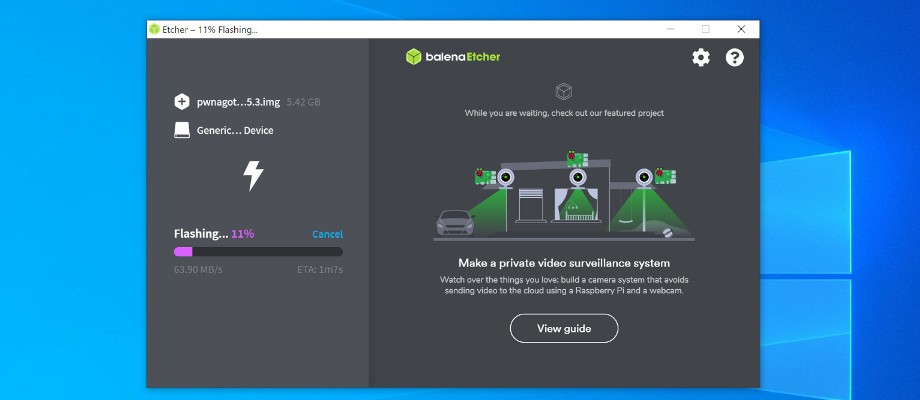 Etcher – 11% Flashing...
balenaEtcher
pwnagot...5.3.img 5.42 GB
Generic... Device
Flashing... 11% Cancel
63.90 MB/s ETA: 1m7s
While you are waiting, check out our featured project
Make a private video surveillance system
Watch over the things you love: build a camera system that avoids
sending video to the cloud using a Raspberry Pi and a webcam.
View guide